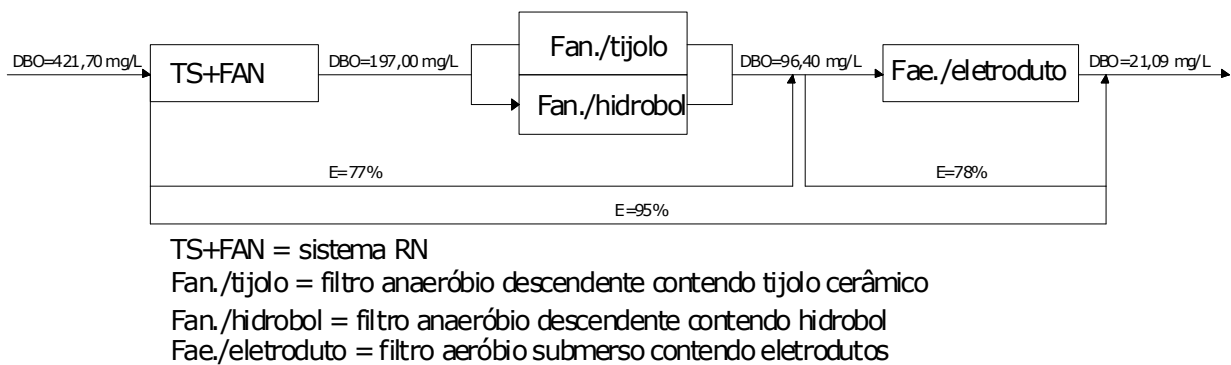 DBO=421,70 mg/L
TS+FAN
DBO=197,00 mg/L
Fan./tijolo
Fan./hidrobol
DBO=96,40 mg/L
Fae./eletroduto
DBO=21,09 mg/L
E=77%
E=78%
E=95%
TS+FAN = sistema RN
Fan./tijolo = filtro anaeróbio descendente contendo tijolo cerâmico
Fan./hidrobol = filtro anaeróbio descendente contendo hidrobol
Fae./eletroduto = filtro aeróbio submerso contendo eletrodutos